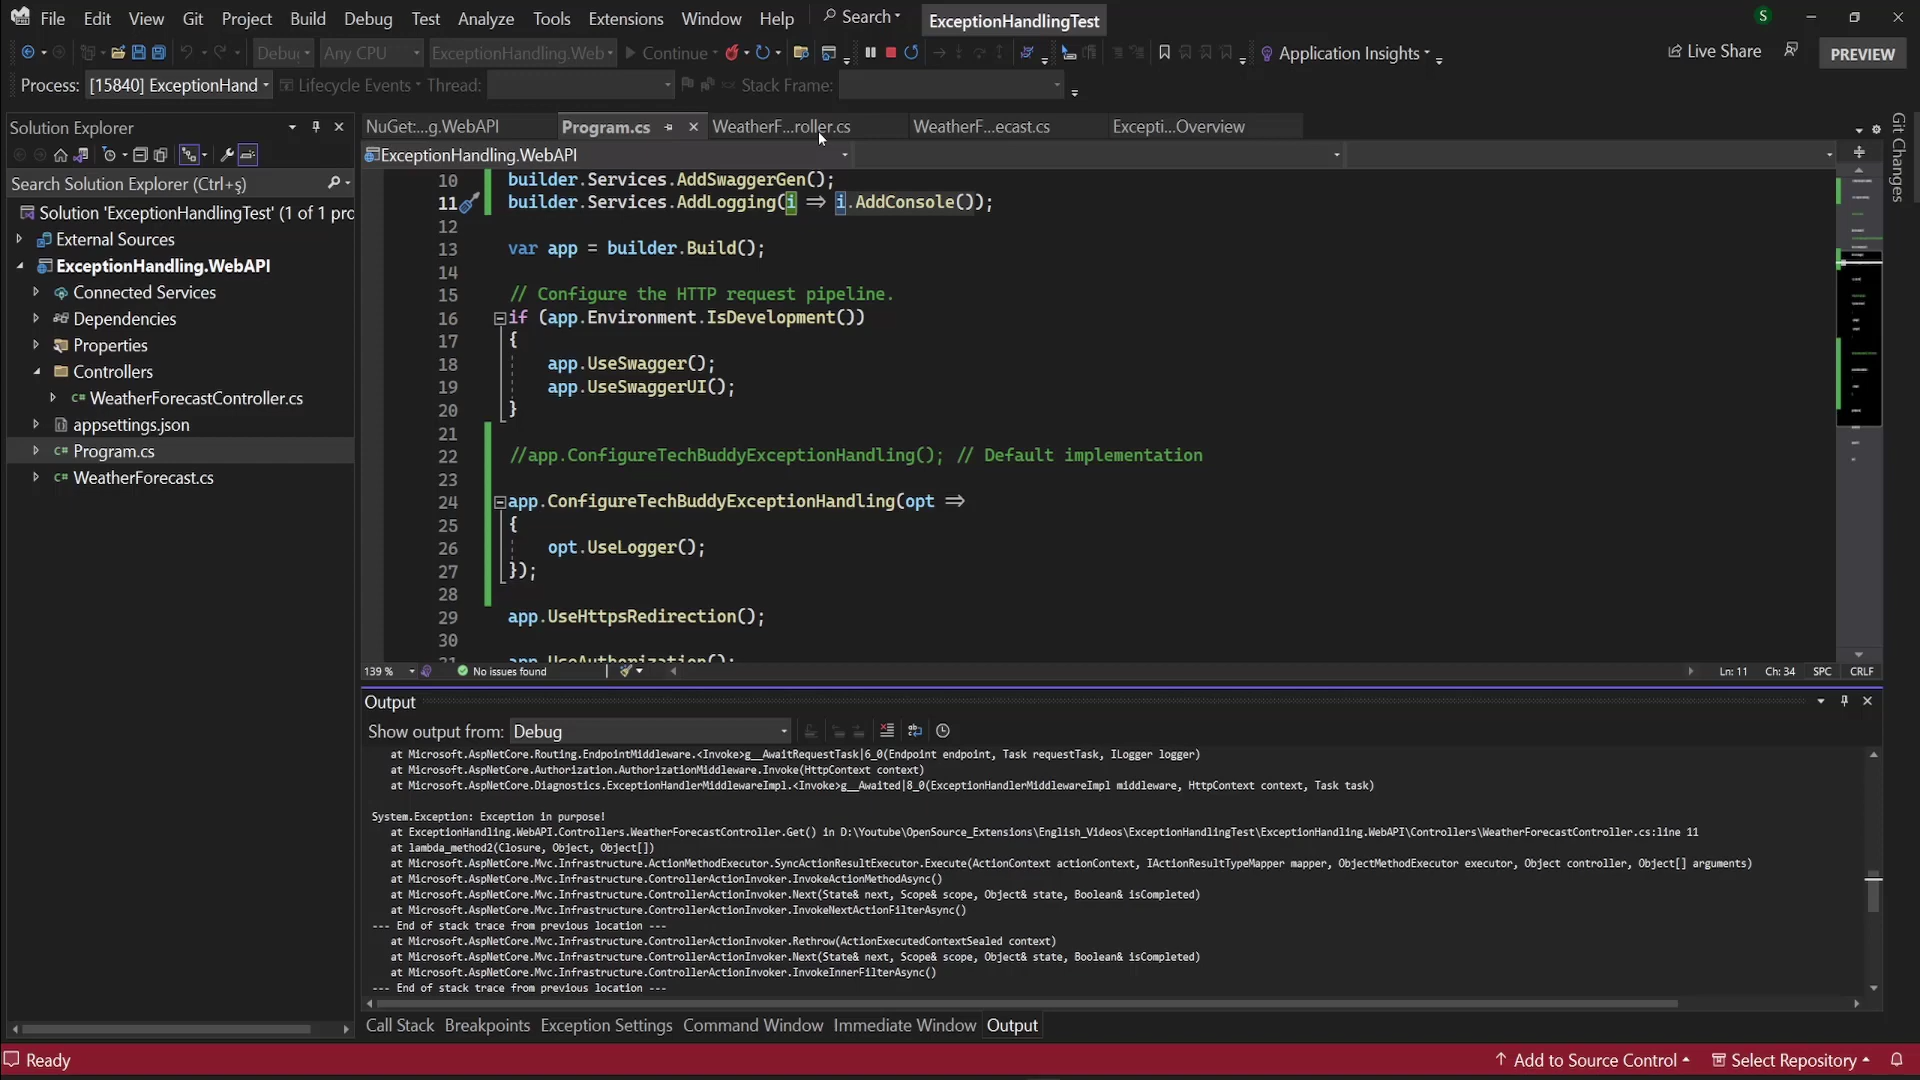 File Edit View Git Project Build Debug Test Analyze Tools Extensions Window Help Search ExceptionHandlingTest S
Debug Any CPU ExceptionHandling.Web Continue Application Insights Live Share PREVIEW
Process: [15840] ExceptionHand Lifecycle Events Thread: Stack Frame:
Solution Explorer
Search Solution Explorer (Ctrl+ş)
Solution 'ExceptionHandlingTest' (1 of 1 pro
External Sources
ExceptionHandling.WebAPI
Connected Services
Dependencies
Properties
Controllers
C# WeatherForecastController.cs
appsettings.json
C# Program.cs
C# WeatherForecast.cs
NuGet:...g.WebAPI Program.cs WeatherF...roller.cs WeatherF...ecast.cs Excepti...Overview
ExceptionHandling.WebAPI
10 builder.Services.AddSwaggerGen();
11 builder.Services.AddLogging(i => i.AddConsole());
12
13 var app = builder.Build();
14
15 // Configure the HTTP request pipeline.
16 if (app.Environment.IsDevelopment())
17 {
18 app.UseSwagger();
19 app.UseSwaggerUI();
20 }
21
22 //app.ConfigureTechBuddyExceptionHandling(); // Default implementation
23
24 app.ConfigureTechBuddyExceptionHandling(opt =>
25 {
26 opt.UseLogger();
27 });
28
29 app.UseHttpsRedirection();
30
31 app.UseAuthorization();
139 % No issues found Ln: 11 Ch: 34 SPC CRLF
Git Changes
Output
Show output from: Debug
at Microsoft.AspNetCore.Routing.EndpointMiddleware.<Invoke>g__AwaitRequestTask|6_0(Endpoint endpoint, Task requestTask, ILogger logger)
at Microsoft.AspNetCore.Authorization.AuthorizationMiddleware.Invoke(HttpContext context)
at Microsoft.AspNetCore.Diagnostics.ExceptionHandlerMiddlewareImpl.<Invoke>g__Awaited|8_0(ExceptionHandlerMiddlewareImpl middleware, HttpContext context, Task task)
System.Exception: Exception in purpose!
at ExceptionHandling.WebAPI.Controllers.WeatherForecastController.Get() in D:\Youtube\OpenSource_Extensions\English_Videos\ExceptionHandlingTest\ExceptionHandling.WebAPI\Controllers\WeatherForecastController.cs:line 11
at lambda_method2(Closure, Object, Object[])
at Microsoft.AspNetCore.Mvc.Infrastructure.ActionMethodExecutor.SyncActionResultExecutor.Execute(ActionContext actionContext, IActionResultTypeMapper mapper, ObjectMethodExecutor executor, Object controller, Object[] arguments)
at Microsoft.AspNetCore.Mvc.Infrastructure.ControllerActionInvoker.InvokeActionMethodAsync()
at Microsoft.AspNetCore.Mvc.Infrastructure.ControllerActionInvoker.Next(State& next, Scope& scope, Object& state, Boolean& isCompleted)
at Microsoft.AspNetCore.Mvc.Infrastructure.ControllerActionInvoker.InvokeNextActionFilterAsync()
--- End of stack trace from previous location ---
at Microsoft.AspNetCore.Mvc.Infrastructure.ControllerActionInvoker.Rethrow(ActionExecutedContextSealed context)
at Microsoft.AspNetCore.Mvc.Infrastructure.ControllerActionInvoker.Next(State& next, Scope& scope, Object& state, Boolean& isCompleted)
at Microsoft.AspNetCore.Mvc.Infrastructure.ControllerActionInvoker.InvokeInnerFilterAsync()
--- End of stack trace from previous location ---
Call Stack Breakpoints Exception Settings Command Window Immediate Window Output
Ready Add to Source Control Select Repository